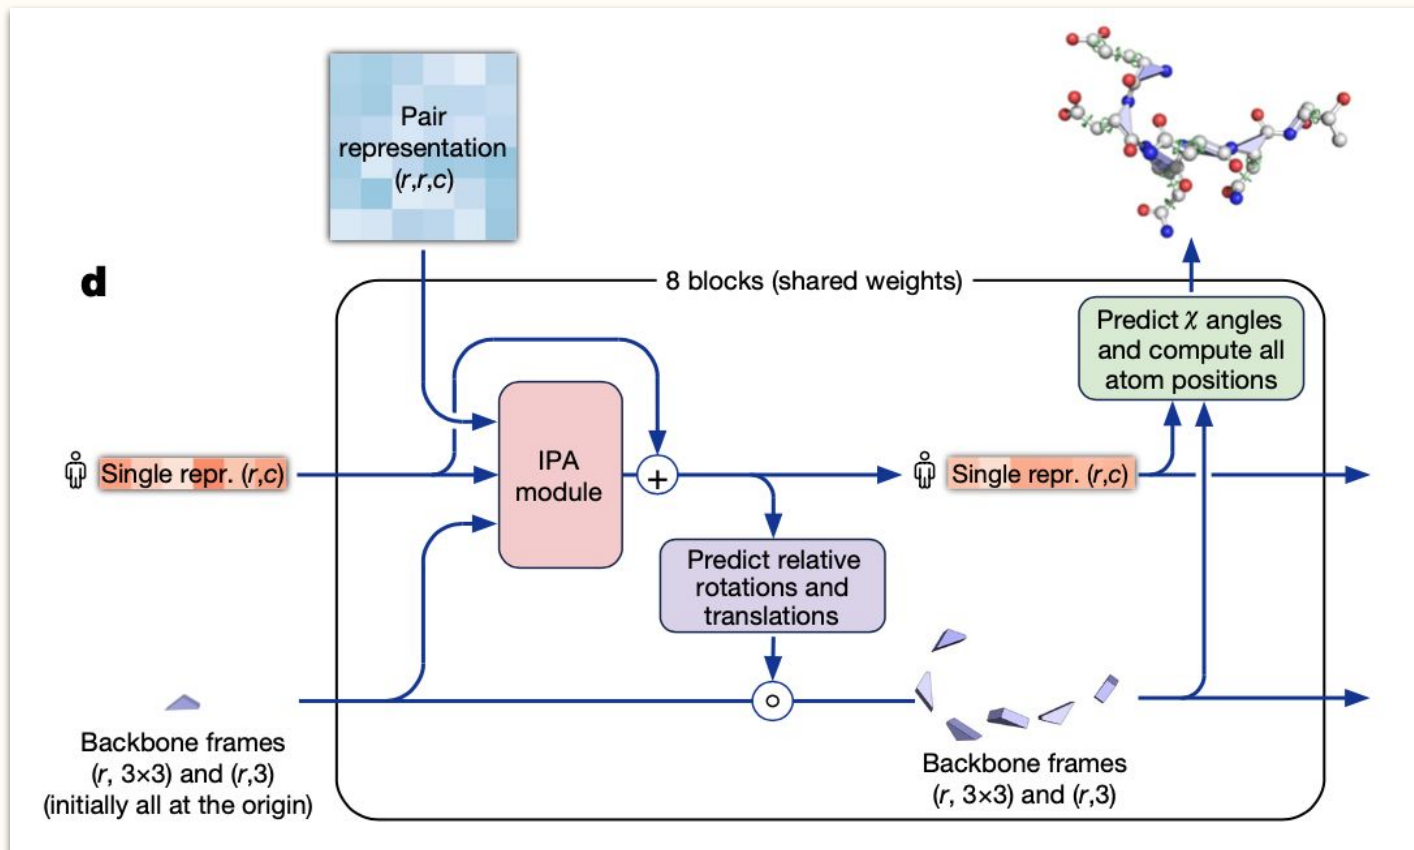 Pair
representation
(r,r,c)
d
8 blocks (shared weights)
Predict χ angles
and compute all
atom positions
IPA
module
Single repr. (r,c)
+
Single repr. (r,c)
Predict relative
rotations and
translations
Backbone frames
(r, 3×3) and (r,3)
(initially all at the origin)
Backbone frames
(r, 3×3) and (r,3)